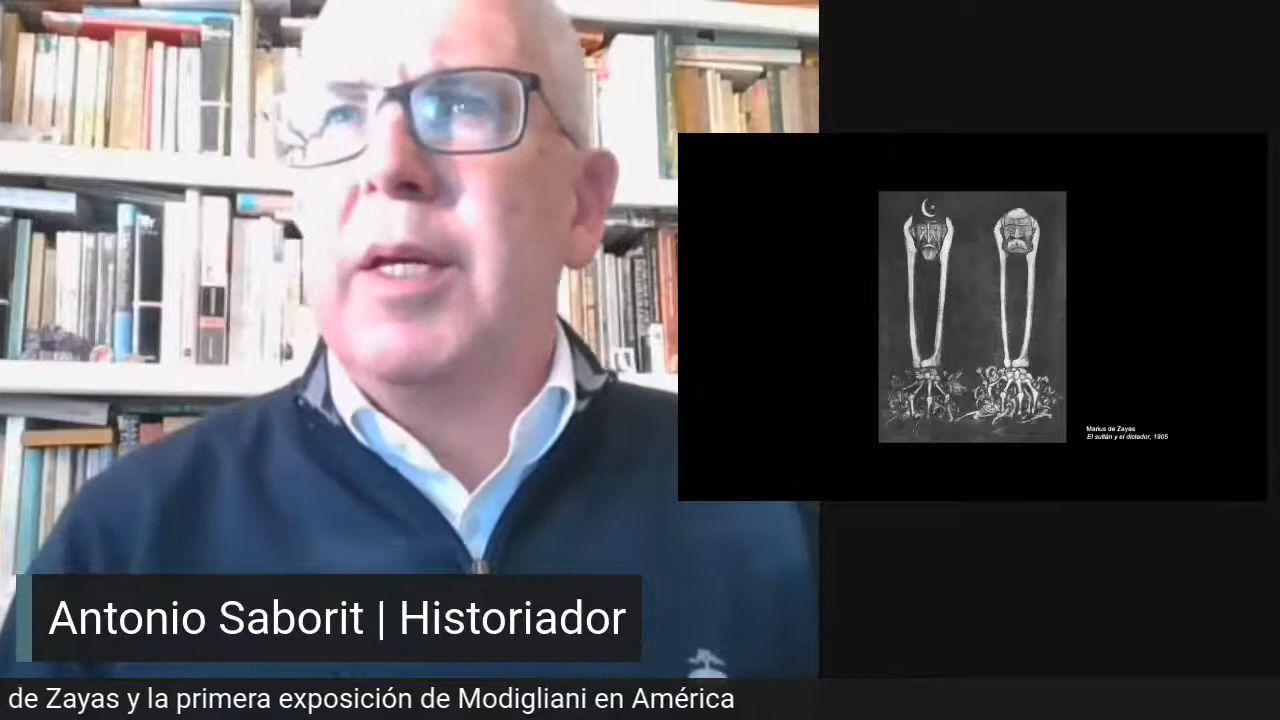 Marius de Zayas
El sultán y el dictador, 1905
Antonio Saborit | Historiador
de Zayas y la primera exposición de Modigliani en América